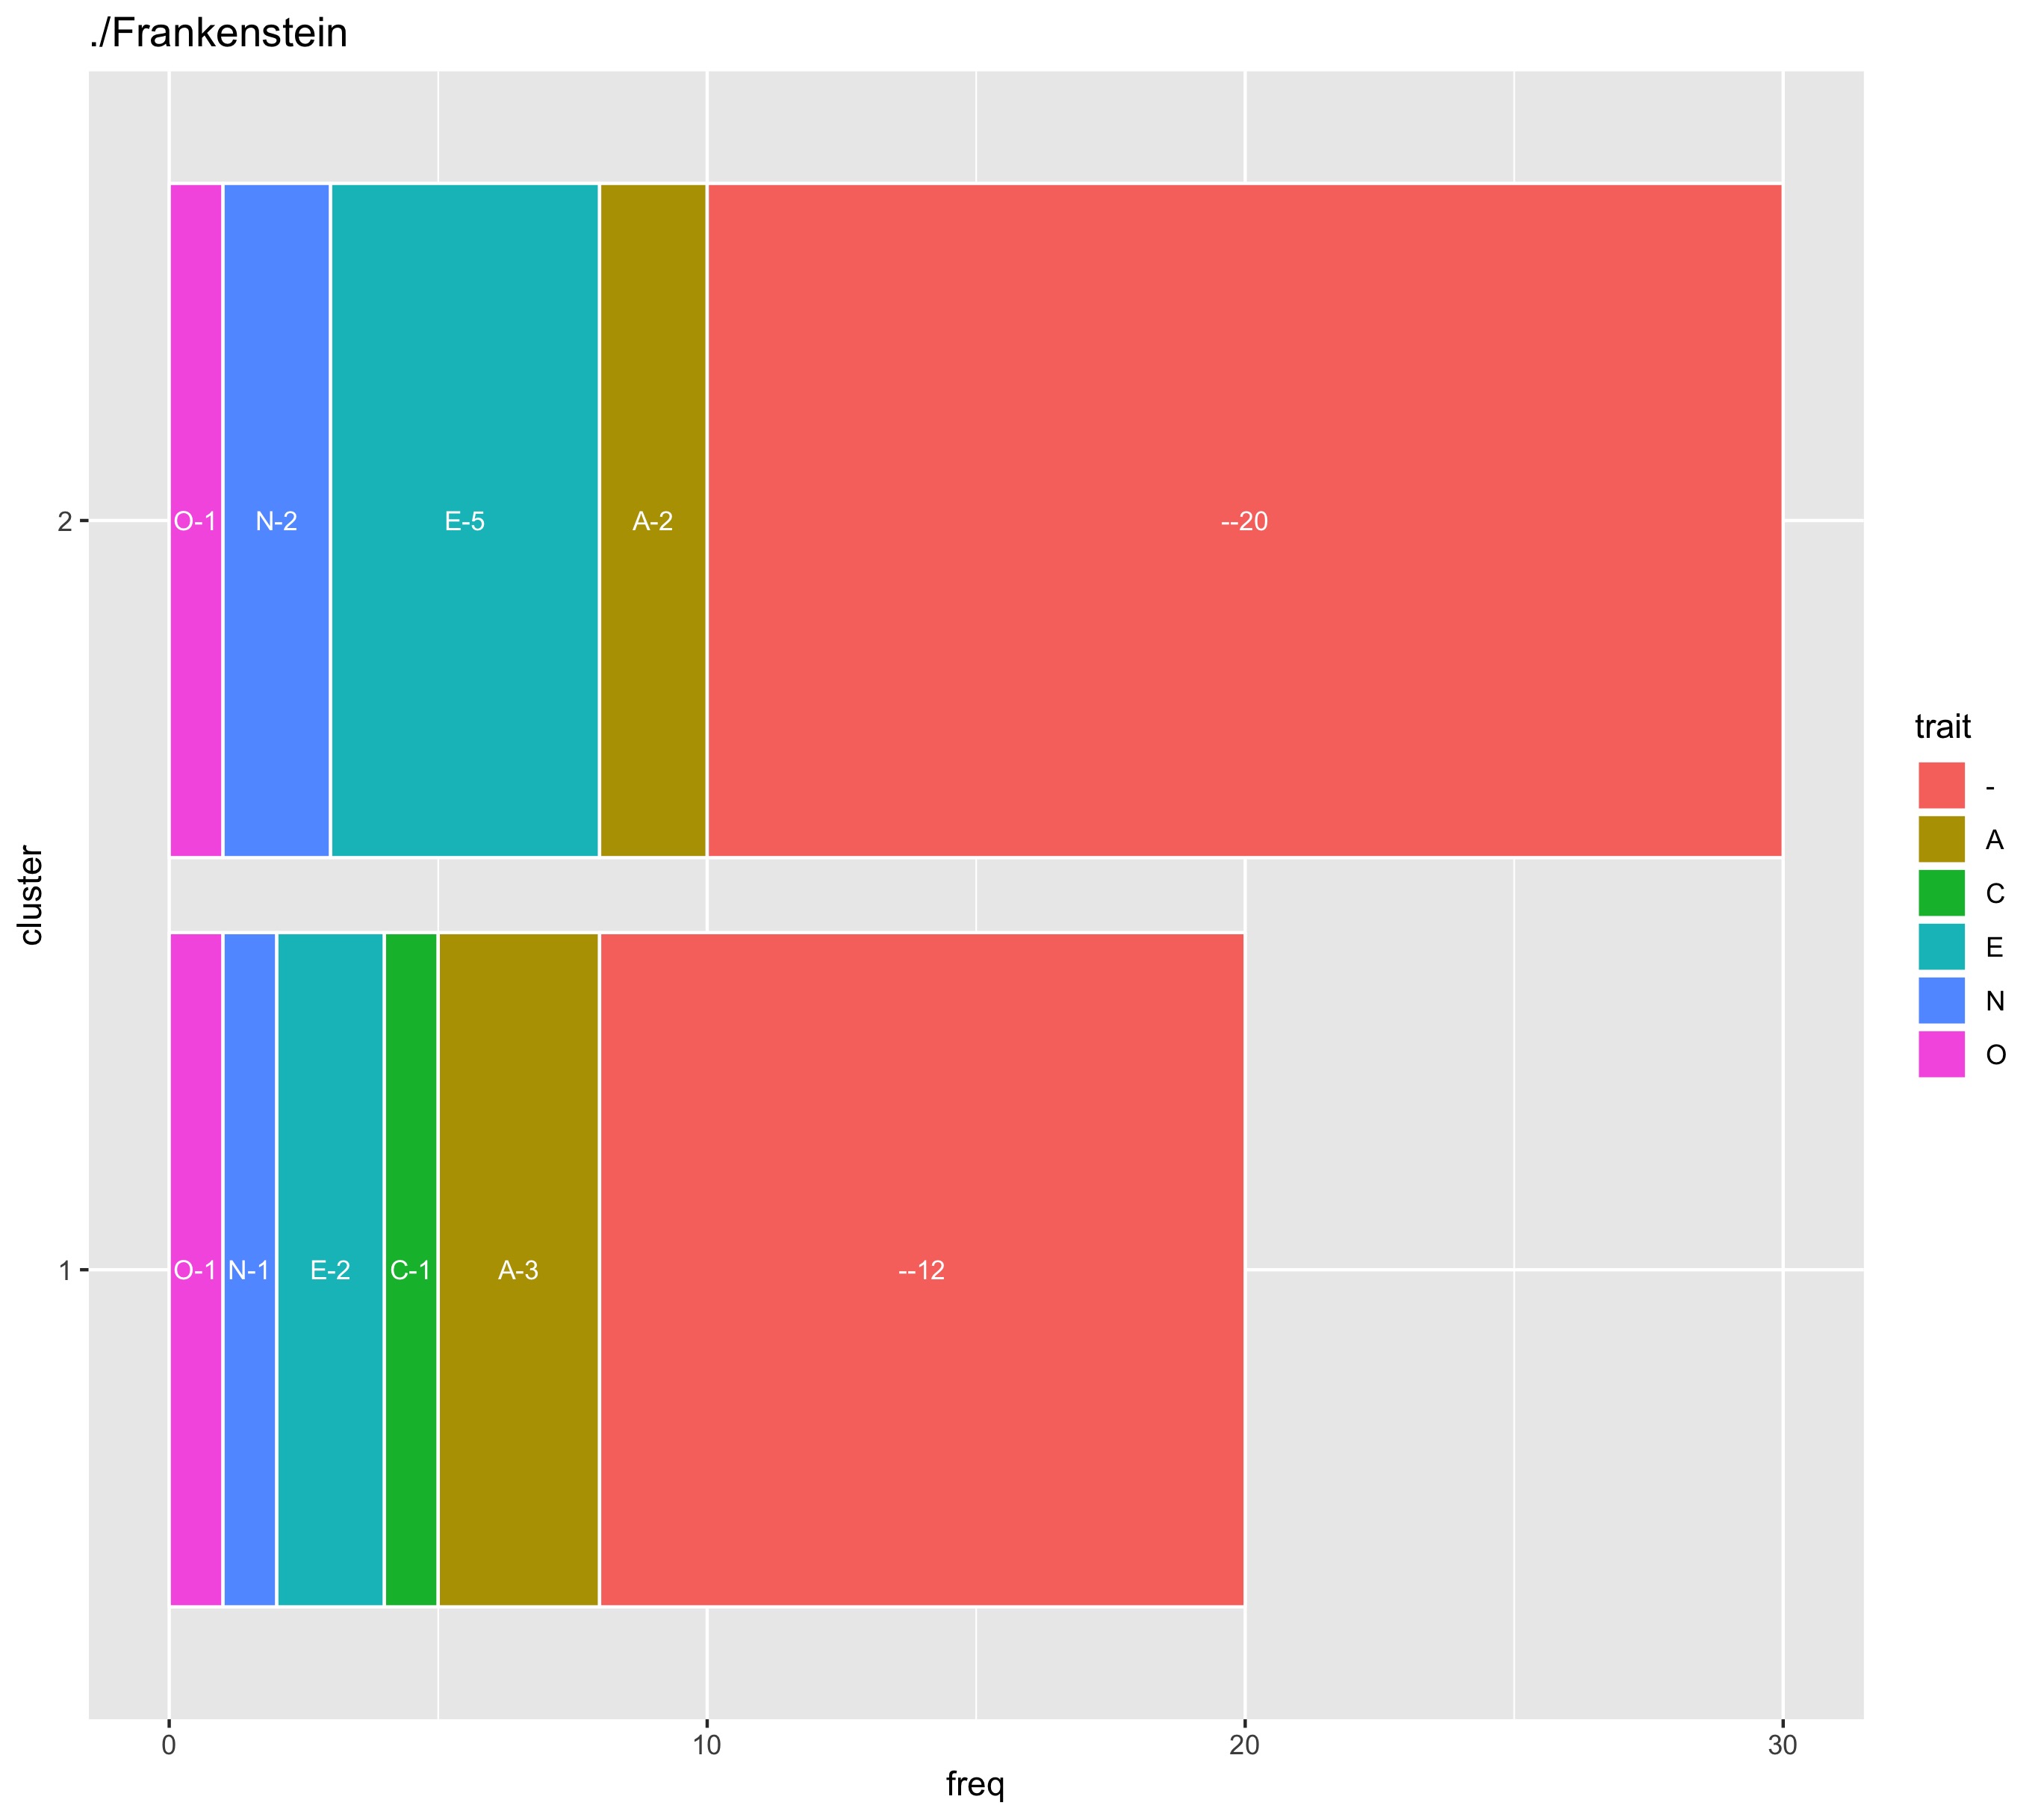 ./Frankenstein
2
O-1 N-2 E-5 A-2 --20
cluster
1
O-1 N-1 E-2 C-1 A-3 --12
0 10 20 30
freq
trait
-
A
C
E
N
O